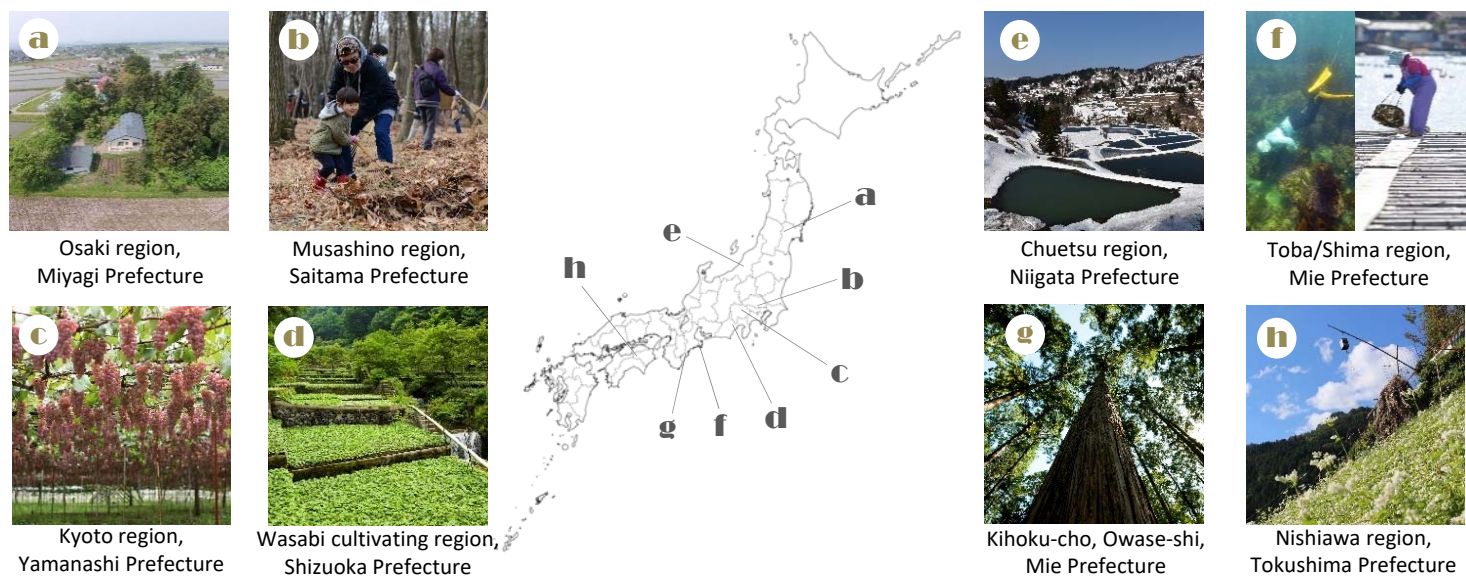 a
Osaki region,
Miyagi Prefecture
b
Musashino region,
Saitama Prefecture
c
Kyoto region,
Yamanashi Prefecture
d
Wasabi cultivating region,
Shizuoka Prefecture
a
e
h
b
c
d
f
g
e
Chuetsu region,
Niigata Prefecture
f
Toba/Shima region,
Mie Prefecture
g
Kihoku-cho, Owase-shi,
Mie Prefecture
h
Nishiawa region,
Tokushima Prefecture